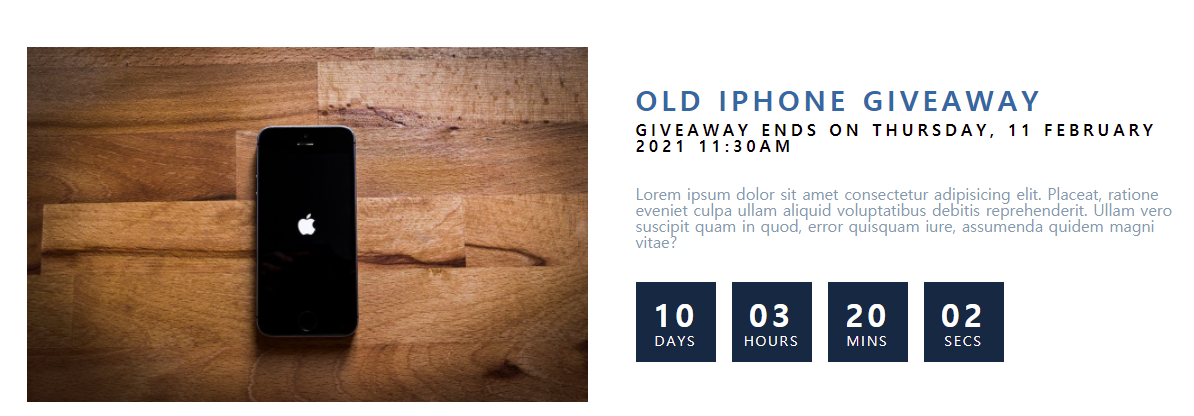 OLD IPHONE GIVEAWAY
GIVEAWAY ENDS ON THURSDAY, 11 FEBRUARY
2021 11:30AM
Lorem ipsum dolor sit amet consectetur adipisicing elit. Placeat, ratione
eveniet culpa ullam aliquid voluptatibus debitis reprehenderit. Ullam vero
suscipit quam in quod, error quisquam iure, assumenda quidem magni
vitae?
10 03 20 02
DAYS HOURS MINS SECS